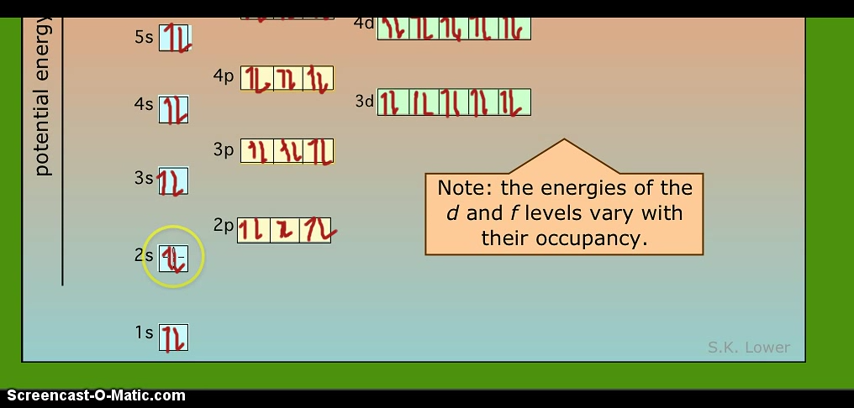 potential energy
5s
4d
4p
4s
3d
3p
3s
2p
2s
1s
Note: the energies of the
d and f levels vary with
their occupancy.
S.K. Lower
Screencast-O-Matic.com